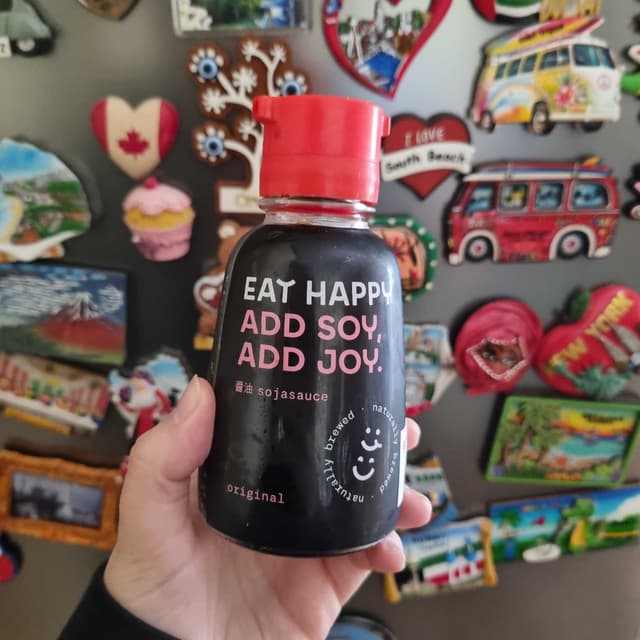 EAT HAPPY
ADD SOY,
ADD JOY.
醤油 sojasauce
naturally brewed · naturally brewed ·
original
I LOVE
South Beach
NEW YORK